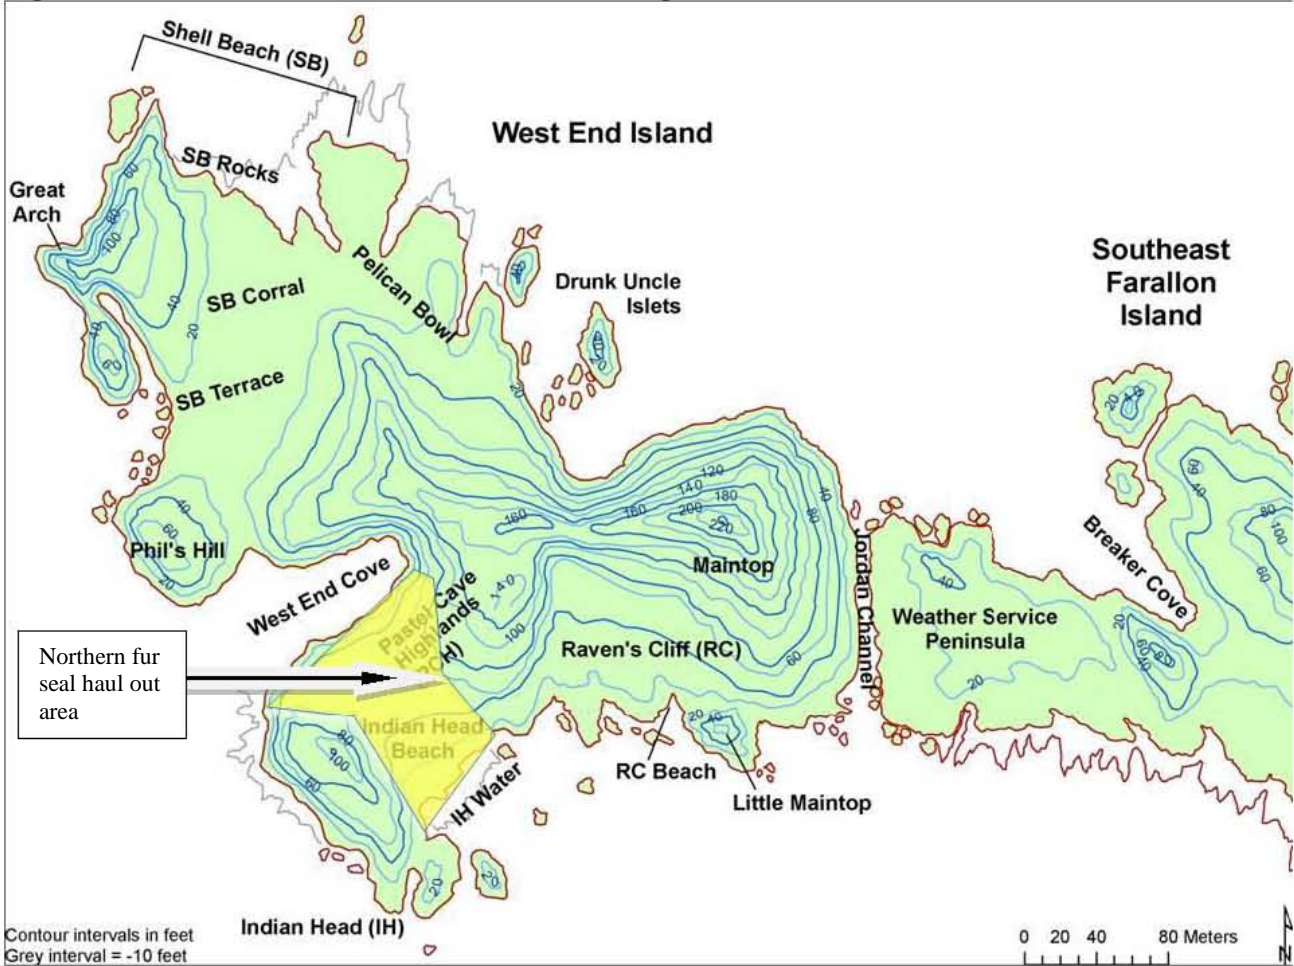 Shell Beach (SB)
West End Island
SB Rocks
Great
Arch
Southeast
Farallon
Island
Pelican Bowl
Drunk Uncle
Islets
SB Corral
SB Terrace
Phil's Hill
West End Cove
Maintop
Jordan Channel
Breaker Cove
Weather Service
Peninsula
Pastel Cave
Highlands
Raven's Cliff (RC)
Northern fur
seal haul out
area
Indian Head
Beach
IH Water
RC Beach
Little Maintop
Indian Head (IH)
60
80
100
40
20
40
20
40
60
20
20
120
140
180
200
220
160
180
40
80
100
60
20
40
80
100
60
20
20
20
40
60
40
80
100
60
40
20
20
60
40
80
Contour intervals in feet
Grey interval = -10 feet
0 20 40 80 Meters
N